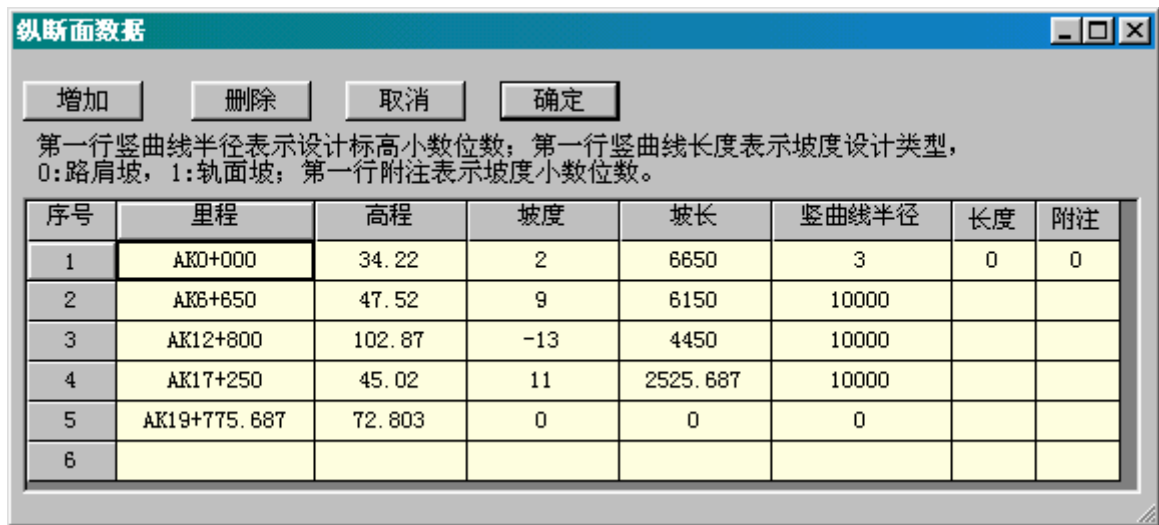 纵断面数据
增加 删除 取消 确定
第一行竖曲线半径表示设计标高小数位数；第一行竖曲线长度表示坡度设计类型，
0:路肩坡，1:轨面坡；第一行附注表示坡度小数位数。
序号 里程 高程 坡度 坡长 竖曲线半径 长度 附注
1 AK0+000 34.22 2 6650 3 0 0
2 AK6+650 47.52 9 6150 10000
3 AK12+800 102.87 -13 4450 10000
4 AK17+250 45.02 11 2525.687 10000
5 AK19+775.687 72.803 0 0 0
6